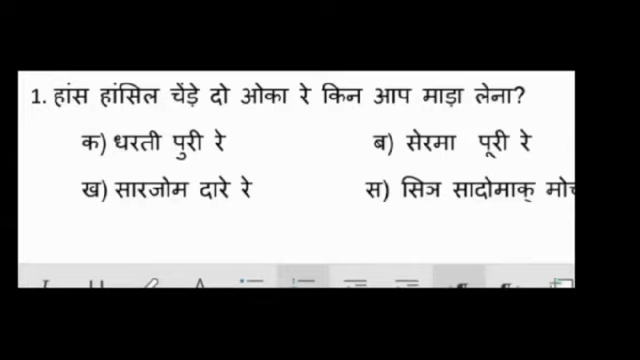 1. हांस हांसिल चेंड़े दो ओका रे किन आप माड़ा लेना?
क) धरती पुरी रे ब) सेरमा पूरी रे
ख) सारजोम दारे रे स) सिञ सादोमाक्